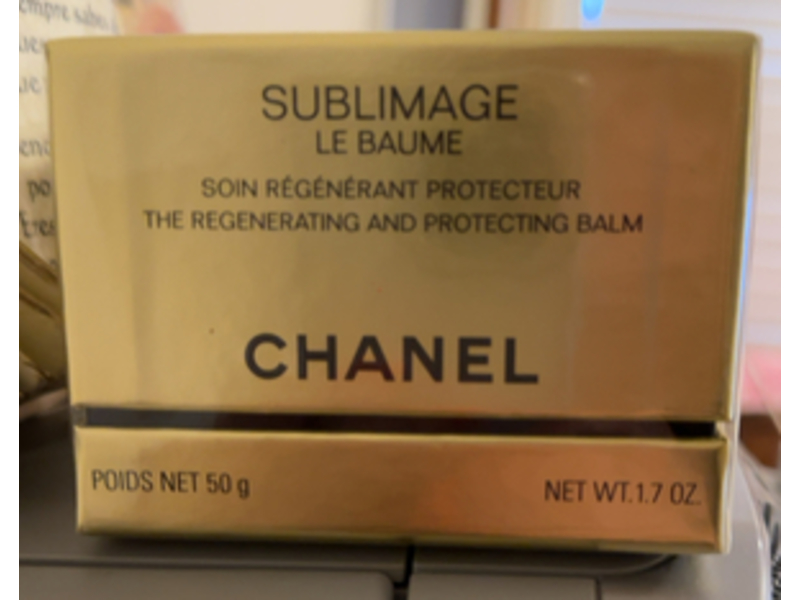 SUBLIMAGE
LE BAUME
SOIN RÉGÉNÉRANT PROTECTEUR
THE REGENERATING AND PROTECTING BALM
CHANEL
POIDS NET 50 g
NET WT.1.7 OZ.